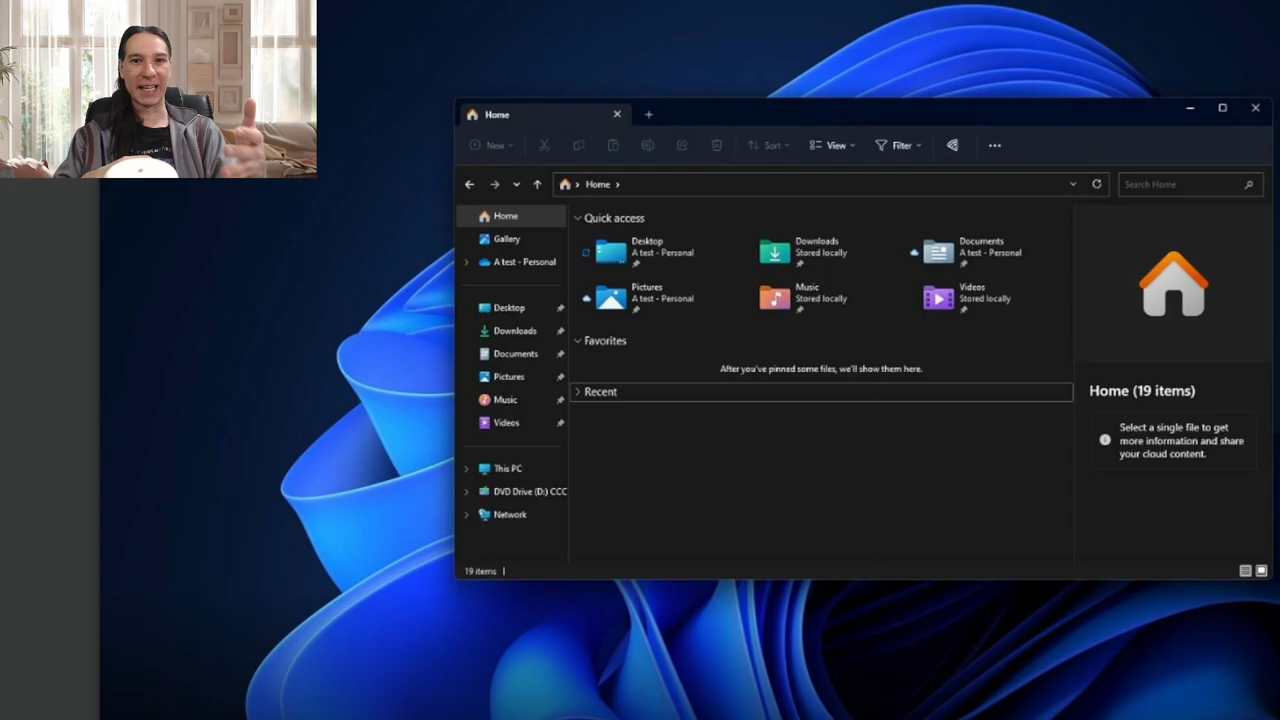 Home
New
Sort
View
Filter
Home
Search Home
Home
Gallery
A test - Personal
Desktop
Downloads
Documents
Pictures
Music
Videos
This PC
DVD Drive (D:) CCC
Network
Quick access
Desktop
A test - Personal
Downloads
Stored locally
Documents
A test - Personal
Pictures
A test - Personal
Music
Stored locally
Videos
Stored locally
Favorites
After you've pinned some files, we'll show them here.
Recent
Home (19 items)
Select a single file to get
more information and share
your cloud content.
19 items